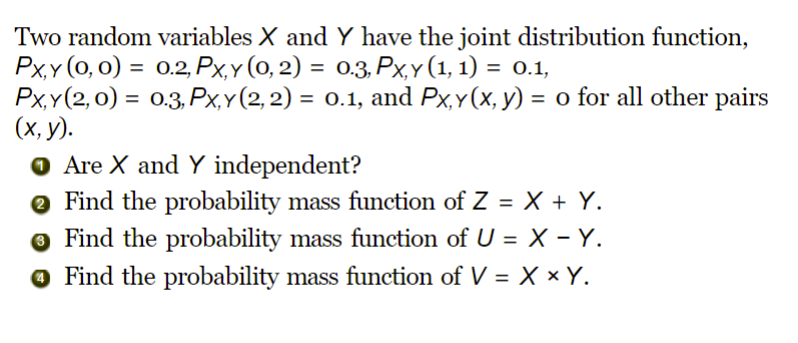 Two random variables X and Y have the joint distribution function,
P_{X,Y}(0, 0) = 0.2, P_{X,Y}(0, 2) = 0.3, P_{X,Y}(1, 1) = 0.1,
P_{X,Y}(2, 0) = 0.3, P_{X,Y}(2, 2) = 0.1, and P_{X,Y}(x, y) = 0 for all other pairs
(x, y).
1 Are X and Y independent?
2 Find the probability mass function of Z = X + Y.
3 Find the probability mass function of U = X − Y.
4 Find the probability mass function of V = X × Y.